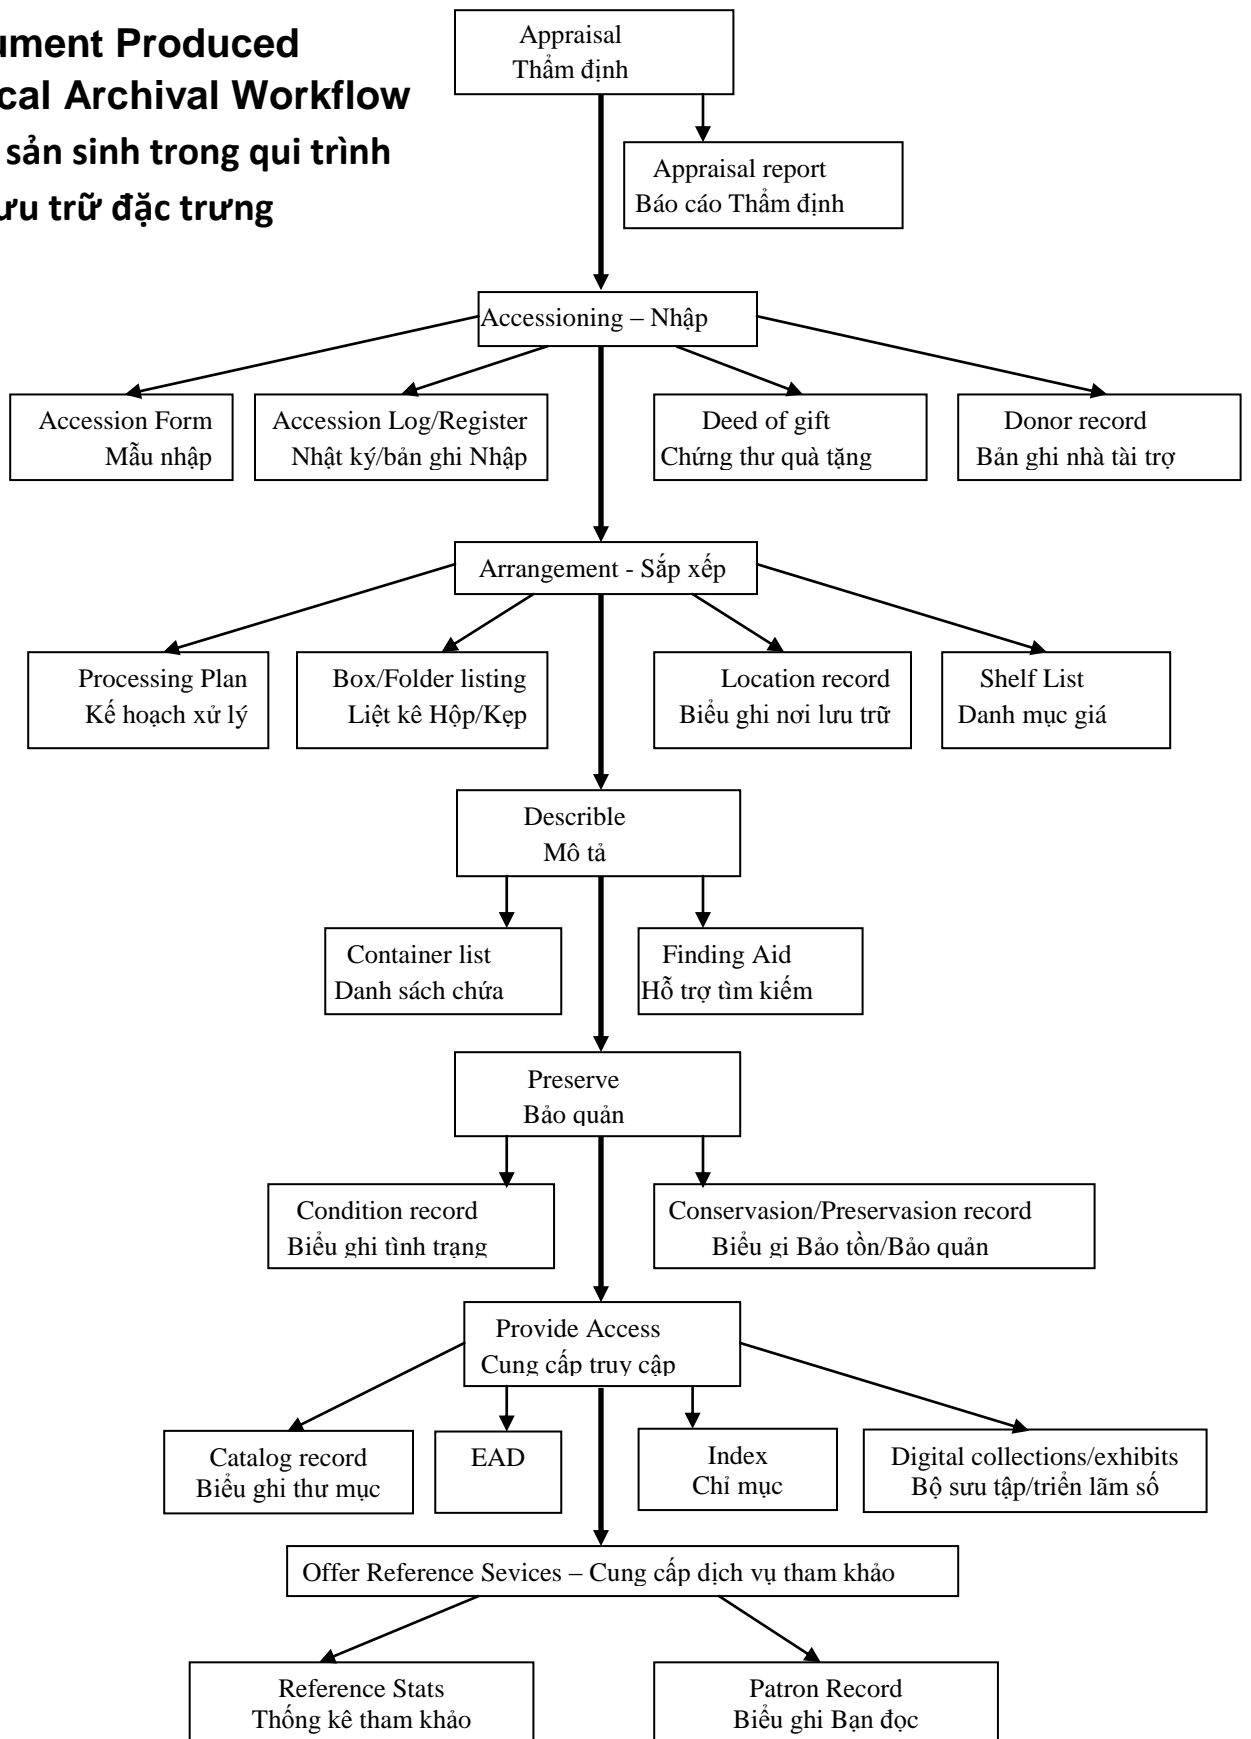 ument Produced
cal Archival Workflow
sản sinh trong qui trình
ưu trữ đặc trưng
Appraisal
Thẩm định
Appraisal report
Báo cáo Thẩm định
Accessioning – Nhập
Accession Form
Mẫu nhập
Accession Log/Register
Nhật ký/bản ghi Nhập
Deed of gift
Chứng thư quà tặng
Donor record
Bản ghi nhà tài trợ
Arrangement - Sắp xếp
Processing Plan
Kế hoạch xử lý
Box/Folder listing
Liệt kê Hộp/Kẹp
Location record
Biểu ghi nơi lưu trữ
Shelf List
Danh mục giá
Describle
Mô tả
Container list
Danh sách chứa
Finding Aid
Hỗ trợ tìm kiếm
Preserve
Bảo quản
Condition record
Biểu ghi tình trạng
Conservasion/Preservasion record
Biểu gi Bảo tồn/Bảo quản
Provide Access
Cung cấp truy cập
Catalog record
Biểu ghi thư mục
EAD
Index
Chỉ mục
Digital collections/exhibits
Bộ sưu tập/triển lãm số
Offer Reference Sevices – Cung cấp dịch vụ tham khảo
Reference Stats
Thống kê tham khảo
Patron Record
Biểu ghi Bạn đọc